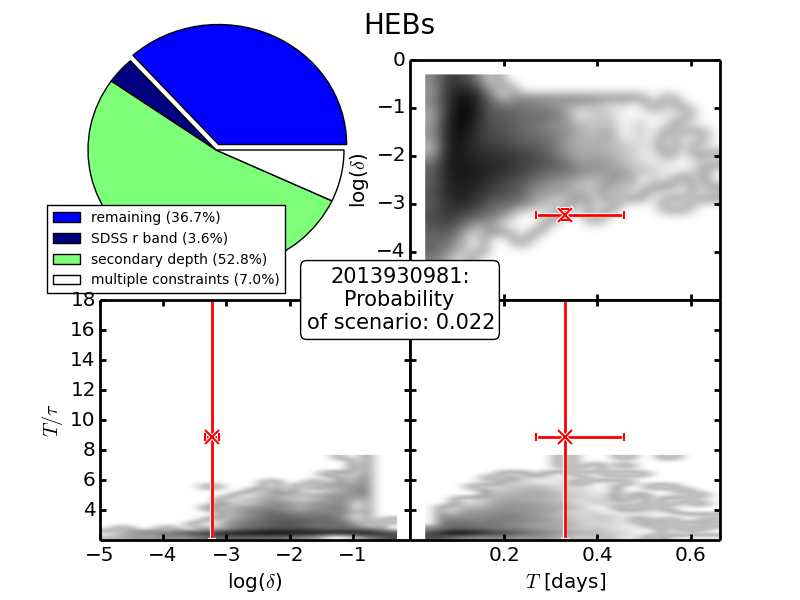 HEBs
0
−1
−2
−3
−4
log(δ)
remaining (36.7%)
SDSS r band (3.6%)
secondary depth (52.8%)
multiple constraints (7.0%)
2013930981:
Probability
of scenario: 0.022
18
16
14
12
10
8
6
4
T/τ
−5 −4 −3 −2 −1
log(δ)
0.2 0.4 0.6
T [days]